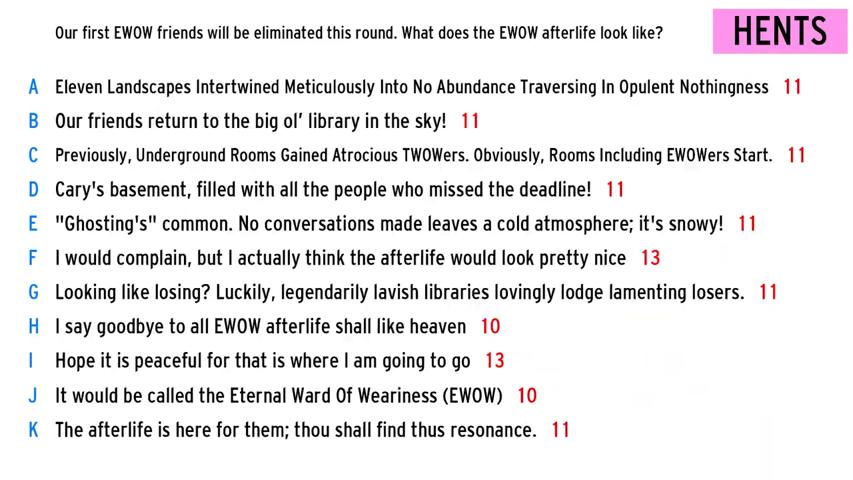 Our first EWOW friends will be eliminated this round. What does the EWOW afterlife look like?
HENTS
A Eleven Landscapes Intertwined Meticulously Into No Abundance Traversing In Opulent Nothingness 11
B Our friends return to the big ol’ library in the sky! 11
C Previously, Underground Rooms Gained Atrocious TWOWers. Obviously, Rooms Including EWOWers Start. 11
D Cary's basement, filled with all the people who missed the deadline! 11
E "Ghosting's" common. No conversations made leaves a cold atmosphere; it's snowy! 11
F I would complain, but I actually think the afterlife would look pretty nice 13
G Looking like losing? Luckily, legendarily lavish libraries lovingly lodge lamenting losers. 11
H I say goodbye to all EWOW afterlife shall like heaven 10
I Hope it is peaceful for that is where I am going to go 13
J It would be called the Eternal Ward Of Weariness (EWOW) 10
K The afterlife is here for them; thou shall find thus resonance. 11